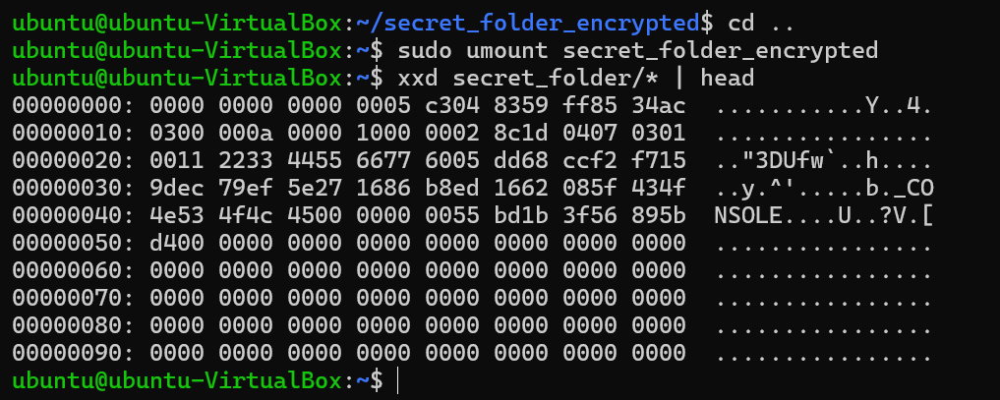 ubuntu@ubuntu-VirtualBox:~/secret_folder_encrypted$ cd ..
ubuntu@ubuntu-VirtualBox:~$ sudo umount secret_folder_encrypted
ubuntu@ubuntu-VirtualBox:~$ xxd secret_folder/* | head
00000000: 0000 0000 0000 0005 c304 8359 ff85 34ac  ...........Y..4.
00000010: 0300 000a 0000 1000 0002 8c1d 0407 0301  ................
00000020: 0011 2233 4455 6677 6005 dd68 ccf2 f715  .."3DUfw`..h....
00000030: 9dec 79ef 5e27 1686 b8ed 1662 085f 434f  ..y.^'.....b._CO
00000040: 4e53 4f4c 4500 0000 0055 bd1b 3f56 895b  NSOLE....U..?V.[
00000050: d400 0000 0000 0000 0000 0000 0000 0000  ................
00000060: 0000 0000 0000 0000 0000 0000 0000 0000  ................
00000070: 0000 0000 0000 0000 0000 0000 0000 0000  ................
00000080: 0000 0000 0000 0000 0000 0000 0000 0000  ................
00000090: 0000 0000 0000 0000 0000 0000 0000 0000  ................
ubuntu@ubuntu-VirtualBox:~$